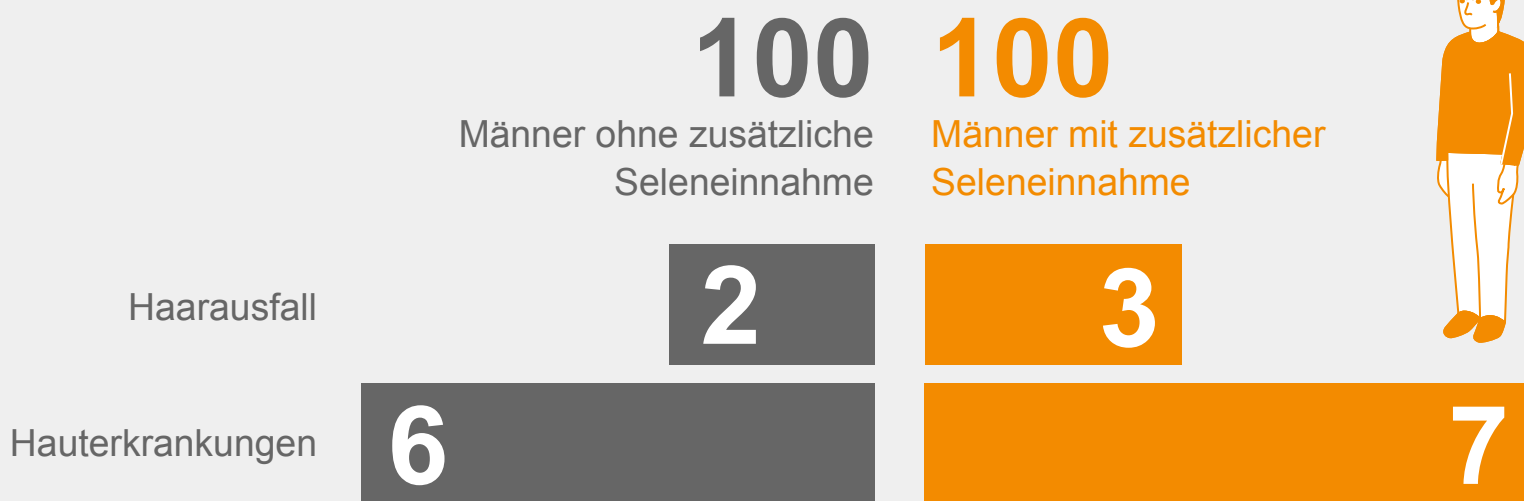 100
Männer ohne zusätzliche
Seleneinnahme
100
Männer mit zusätzlicher
Seleneinnahme
Haarausfall
2
3
Hauterkrankungen
6
7